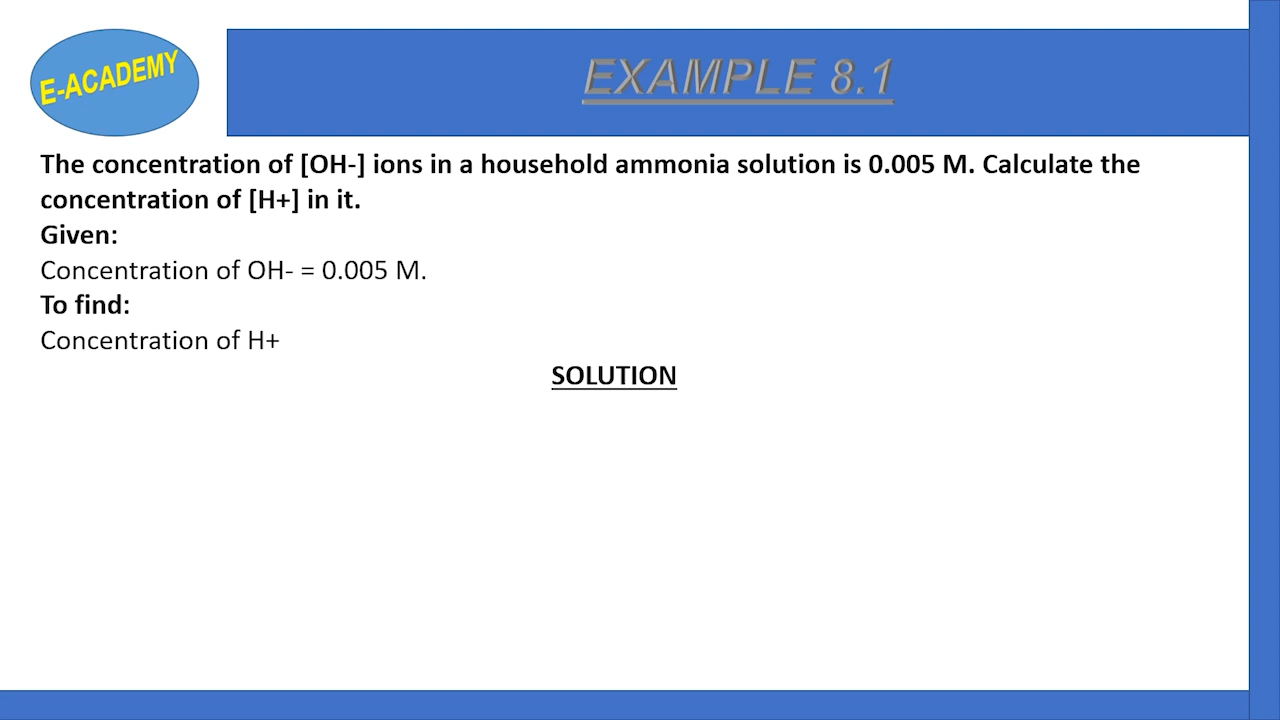 E-ACADEMY
EXAMPLE 8.1
The concentration of [OH-] ions in a household ammonia solution is 0.005 M. Calculate the
concentration of [H+] in it.
Given:
Concentration of OH- = 0.005 M.
To find:
Concentration of H+
SOLUTION